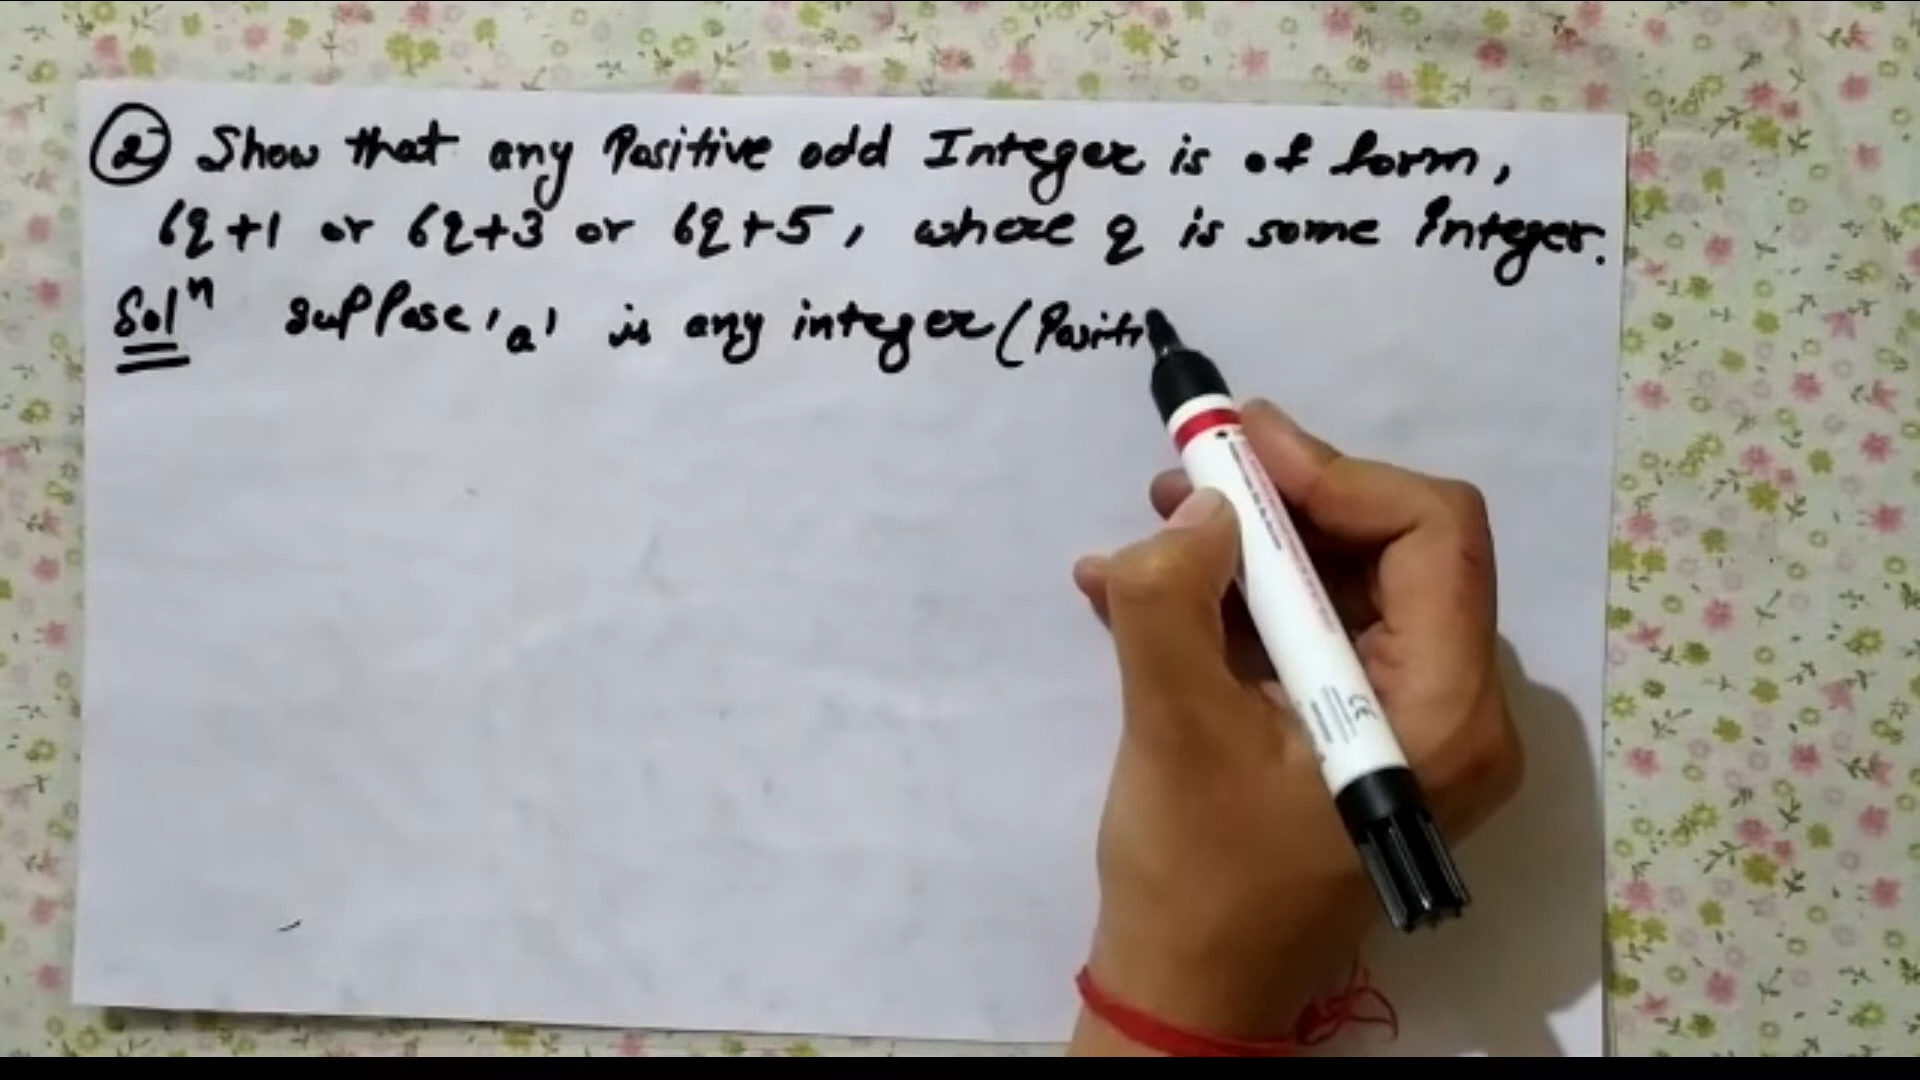 ② Show that any Positive odd Integer is of form,
6q+1 or 6q+3 or 6q+5, where q is some Integer.
Solⁿ Suppose 'a' is any integer (Positi
CE